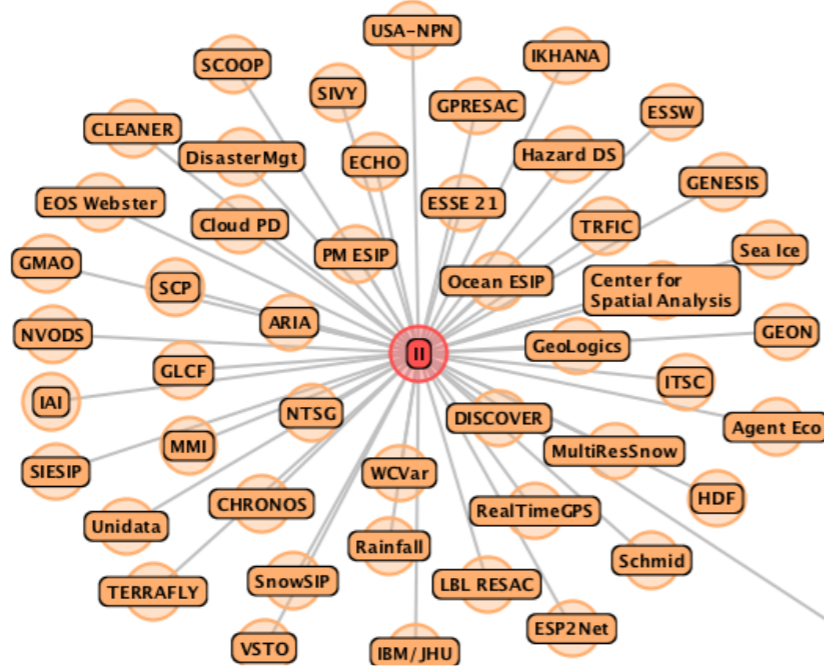 USA-NPN
IKHANA
SCOOP
SIVY
GPRESAC
ESSW
CLEANER
DisasterMgt
ECHO
Hazard DS
GENESIS
EOS Webster
Cloud PD
ESSE 21
TRFIC
PM ESIP
Sea Ice
GMAO
SCP
Ocean ESIP
Center for
Spatial Analysis
ARIA
NVODS
GEON
II
GeoLogics
GLCF
ITSC
IAI
NTSG
DISCOVER
Agent Eco
MMI
MultiResSnow
SIESIP
WCVar
HDF
CHRONOS
RealTimeGPS
Unidata
Rainfall
Schmid
TERRAFLY
SnowSIP
LBL RESAC
ESP2Net
VSTO
IBM/JHU